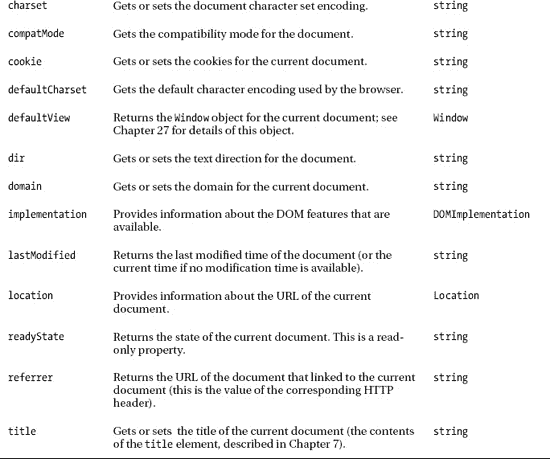 charset Gets or sets the document character set encoding. string
compatMode Gets the compatibility mode for the document. string
cookie Gets or sets the cookies for the current document. string
defaultCharset Gets the default character encoding used by the browser. string
defaultView Returns the Window object for the current document; see Window
Chapter 27 for details of this object.
dir Gets or sets the text direction for the document. string
domain Gets or sets the domain for the current document. string
implementation Provides information about the DOM features that are DOMImplementation
available.
lastModified Returns the last modified time of the document (or the string
current time if no modification time is available).
location Provides information about the URL of the current Location
document.
readyState Returns the state of the current document. This is a read- string
only property.
referrer Returns the URL of the document that linked to the current string
document (this is the value of the corresponding HTTP
header).
title Gets or sets the title of the current document (the contents string
of the title element, described in Chapter 7).